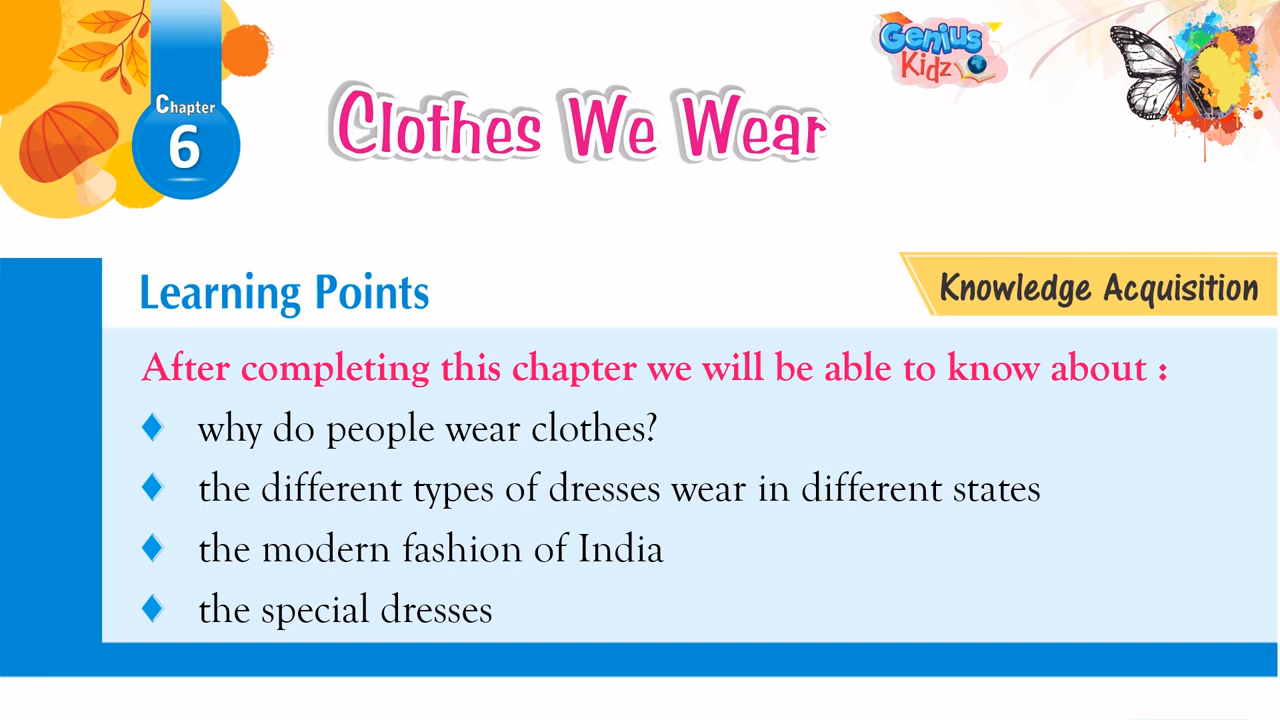 Chapter
6
Genius
Kidz
Clothes We Wear
Learning Points
Knowledge Acquisition
After completing this chapter we will be able to know about :
why do people wear clothes?
the different types of dresses wear in different states
the modern fashion of India
the special dresses